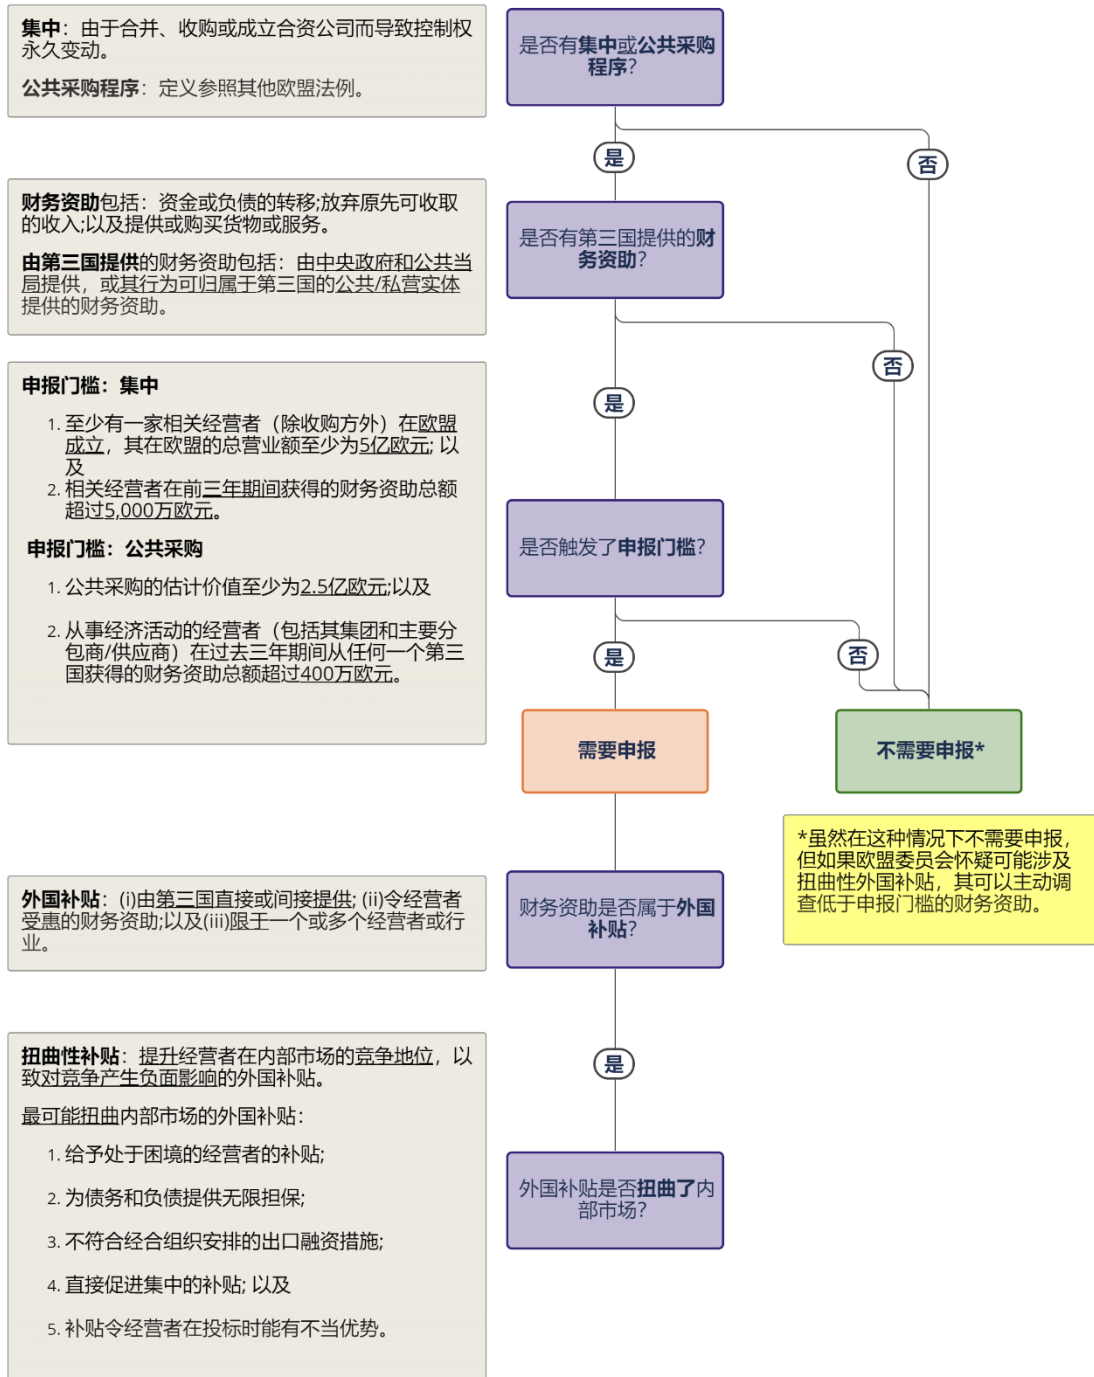 集中：由于合并、收购或成立合资公司而导致控制权
永久变动。
公共采购程序：定义参照其他欧盟法例。
是否有集中或公共采购
程序？
是
否
财务资助包括：资金或负债的转移;放弃原先可收取
的收入;以及提供或购买货物或服务。
由第三国提供的财务资助包括：由中央政府和公共当
局提供，或其行为可归属于第三国的公共/私营实体
提供的财务资助。
是否有第三国提供的财
务资助？
否
是
申报门槛：集中
1. 至少有一家相关经营者（除收购方外）在欧盟
成立，其在欧盟的总营业额至少为5亿欧元; 以
及
2. 相关经营者在前三年期间获得的财务资助总额
超过5,000万欧元。
申报门槛：公共采购
1. 公共采购的估计价值至少为2.5亿欧元;以及
2. 从事经济活动的经营者（包括其集团和主要分
包商/供应商）在过去三年期间从任何一个第三
国获得的财务资助总额超过400万欧元。
是否触发了申报门槛？
是
否
需要申报
不需要申报*
*虽然在这种情况下不需要申报，
但如果欧盟委员会怀疑可能涉及
扭曲性外国补贴，其可以主动调
查低于申报门槛的财务资助。
外国补贴：(i)由第三国直接或间接提供; (ii)令经营者
受惠的财务资助;以及(iii)限于一个或多个经营者或行
业。
财务资助是否属于外国
补贴？
是
扭曲性补贴：提升经营者在内部市场的竞争地位，以
致对竞争产生负面影响的外国补贴。
最可能扭曲内部市场的外国补贴：
1. 给予处于困境的经营者的补贴;
2. 为债务和负债提供无限担保;
3. 不符合经合组织安排的出口融资措施;
4. 直接促进集中的补贴; 以及
5. 补贴令经营者在投标时能有不当优势。
外国补贴是否扭曲了内
部市场？